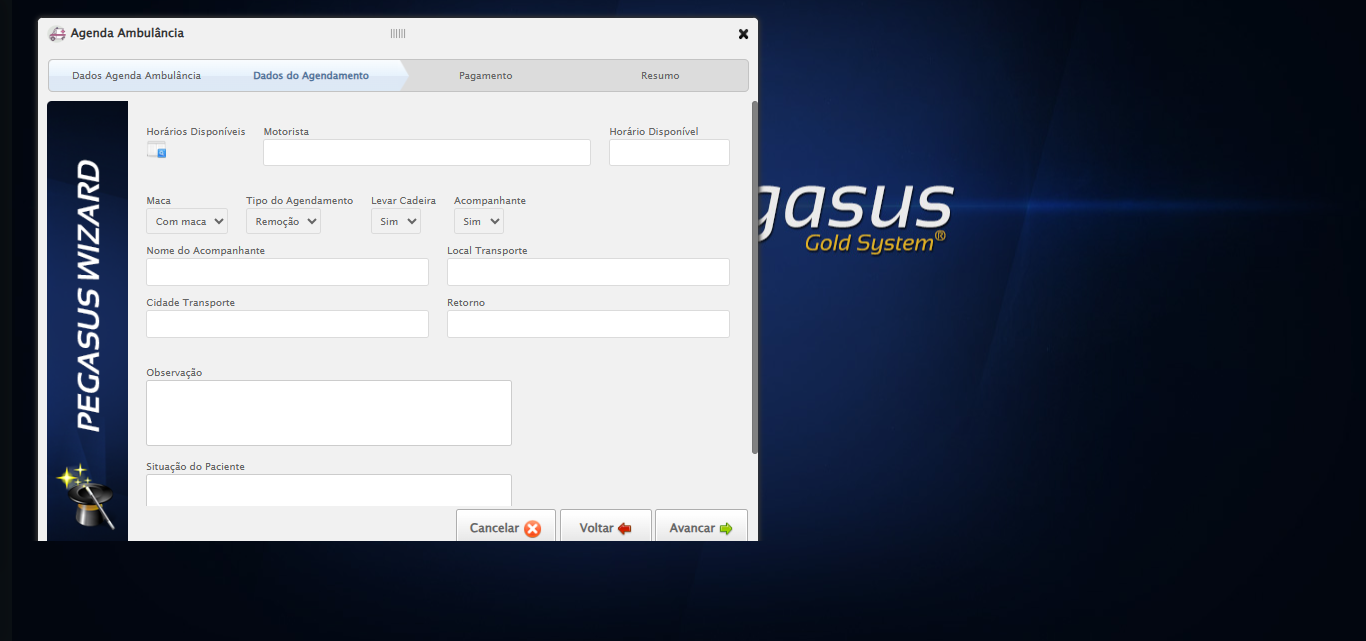 Agenda Ambulância
Dados Agenda Ambulância
Dados do Agendamento
Pagamento
Resumo
PEGASUS WIZARD
Horários Disponíveis
Motorista
Horário Disponível
Maca
Tipo do Agendamento
Levar Cadeira
Acompanhante
Com maca
Remoção
Sim
Sim
Nome do Acompanhante
Local Transporte
Cidade Transporte
Retorno
Observação
Situação do Paciente
Cancelar
Voltar
Avancar
gasus
Gold System®